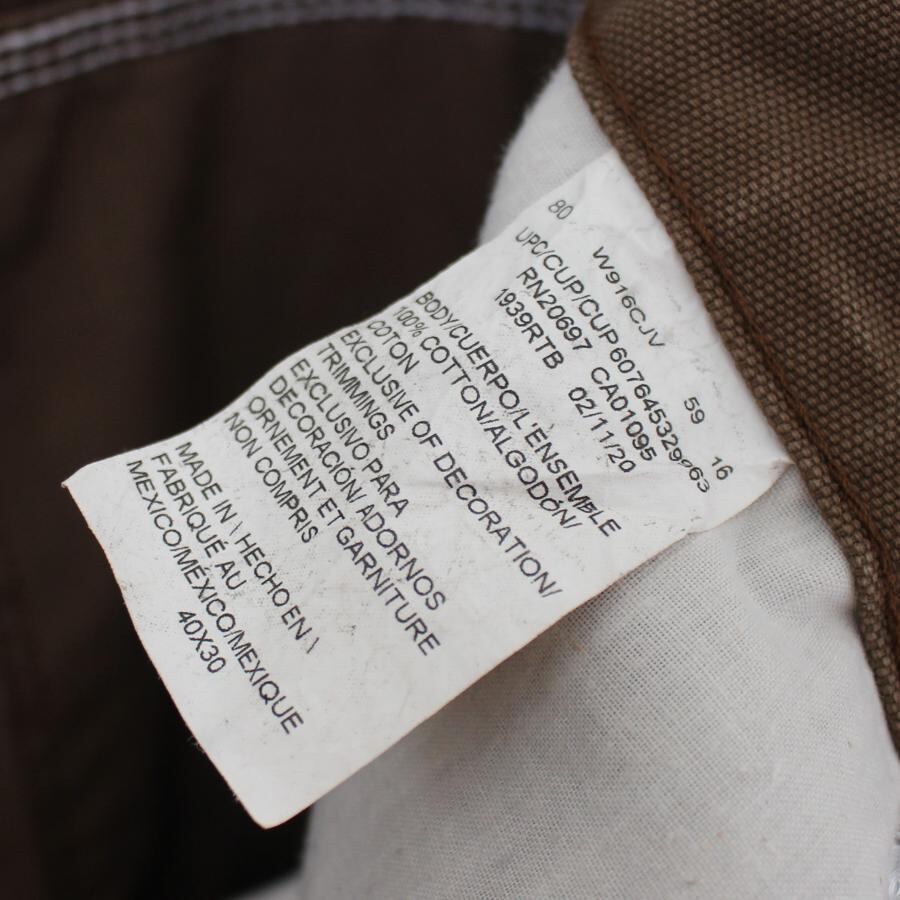 80 W916CJV 59 16
UPC/CUP/CUP
RN20697 CA01095
1939RTB 02/11/20
BODY/CUERPO/L'ENSEMBLE
100% COTTON/ALGODÓN/
COTON
EXCLUSIVE OF DECORATION/
TRIMMINGS
EXCLUSIVO PARA
DECORACIÓN/ ADORNOS
ORNEMENT ET GARNITURE
NON COMPRIS
MADE IN \ HECHO EN \
FABRIQUÉ AU
MEXICO/MÉXICO/MEXIQUE
40X30